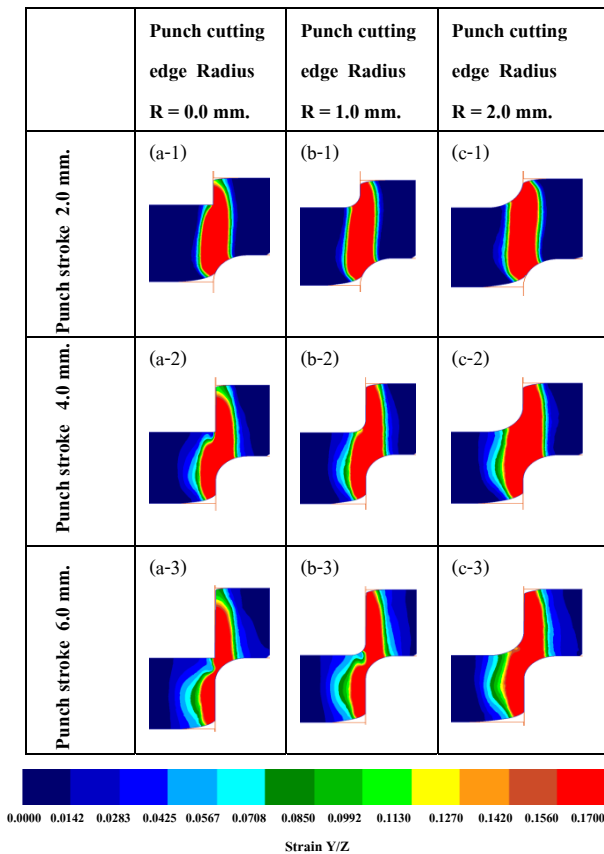 Punch cutting
edge Radius
R = 0.0 mm.
Punch cutting
edge Radius
R = 1.0 mm.
Punch cutting
edge Radius
R = 2.0 mm.
Punch stroke 2.0 mm.
(a-1)
(b-1)
(c-1)
Punch stroke 4.0 mm.
(a-2)
(b-2)
(c-2)
Punch stroke 6.0 mm.
(a-3)
(b-3)
(c-3)
0.0000 0.0142 0.0283 0.0425 0.0567 0.0708 0.0850 0.0992 0.1130 0.1270 0.1420 0.1560 0.1700
Strain Y/Z